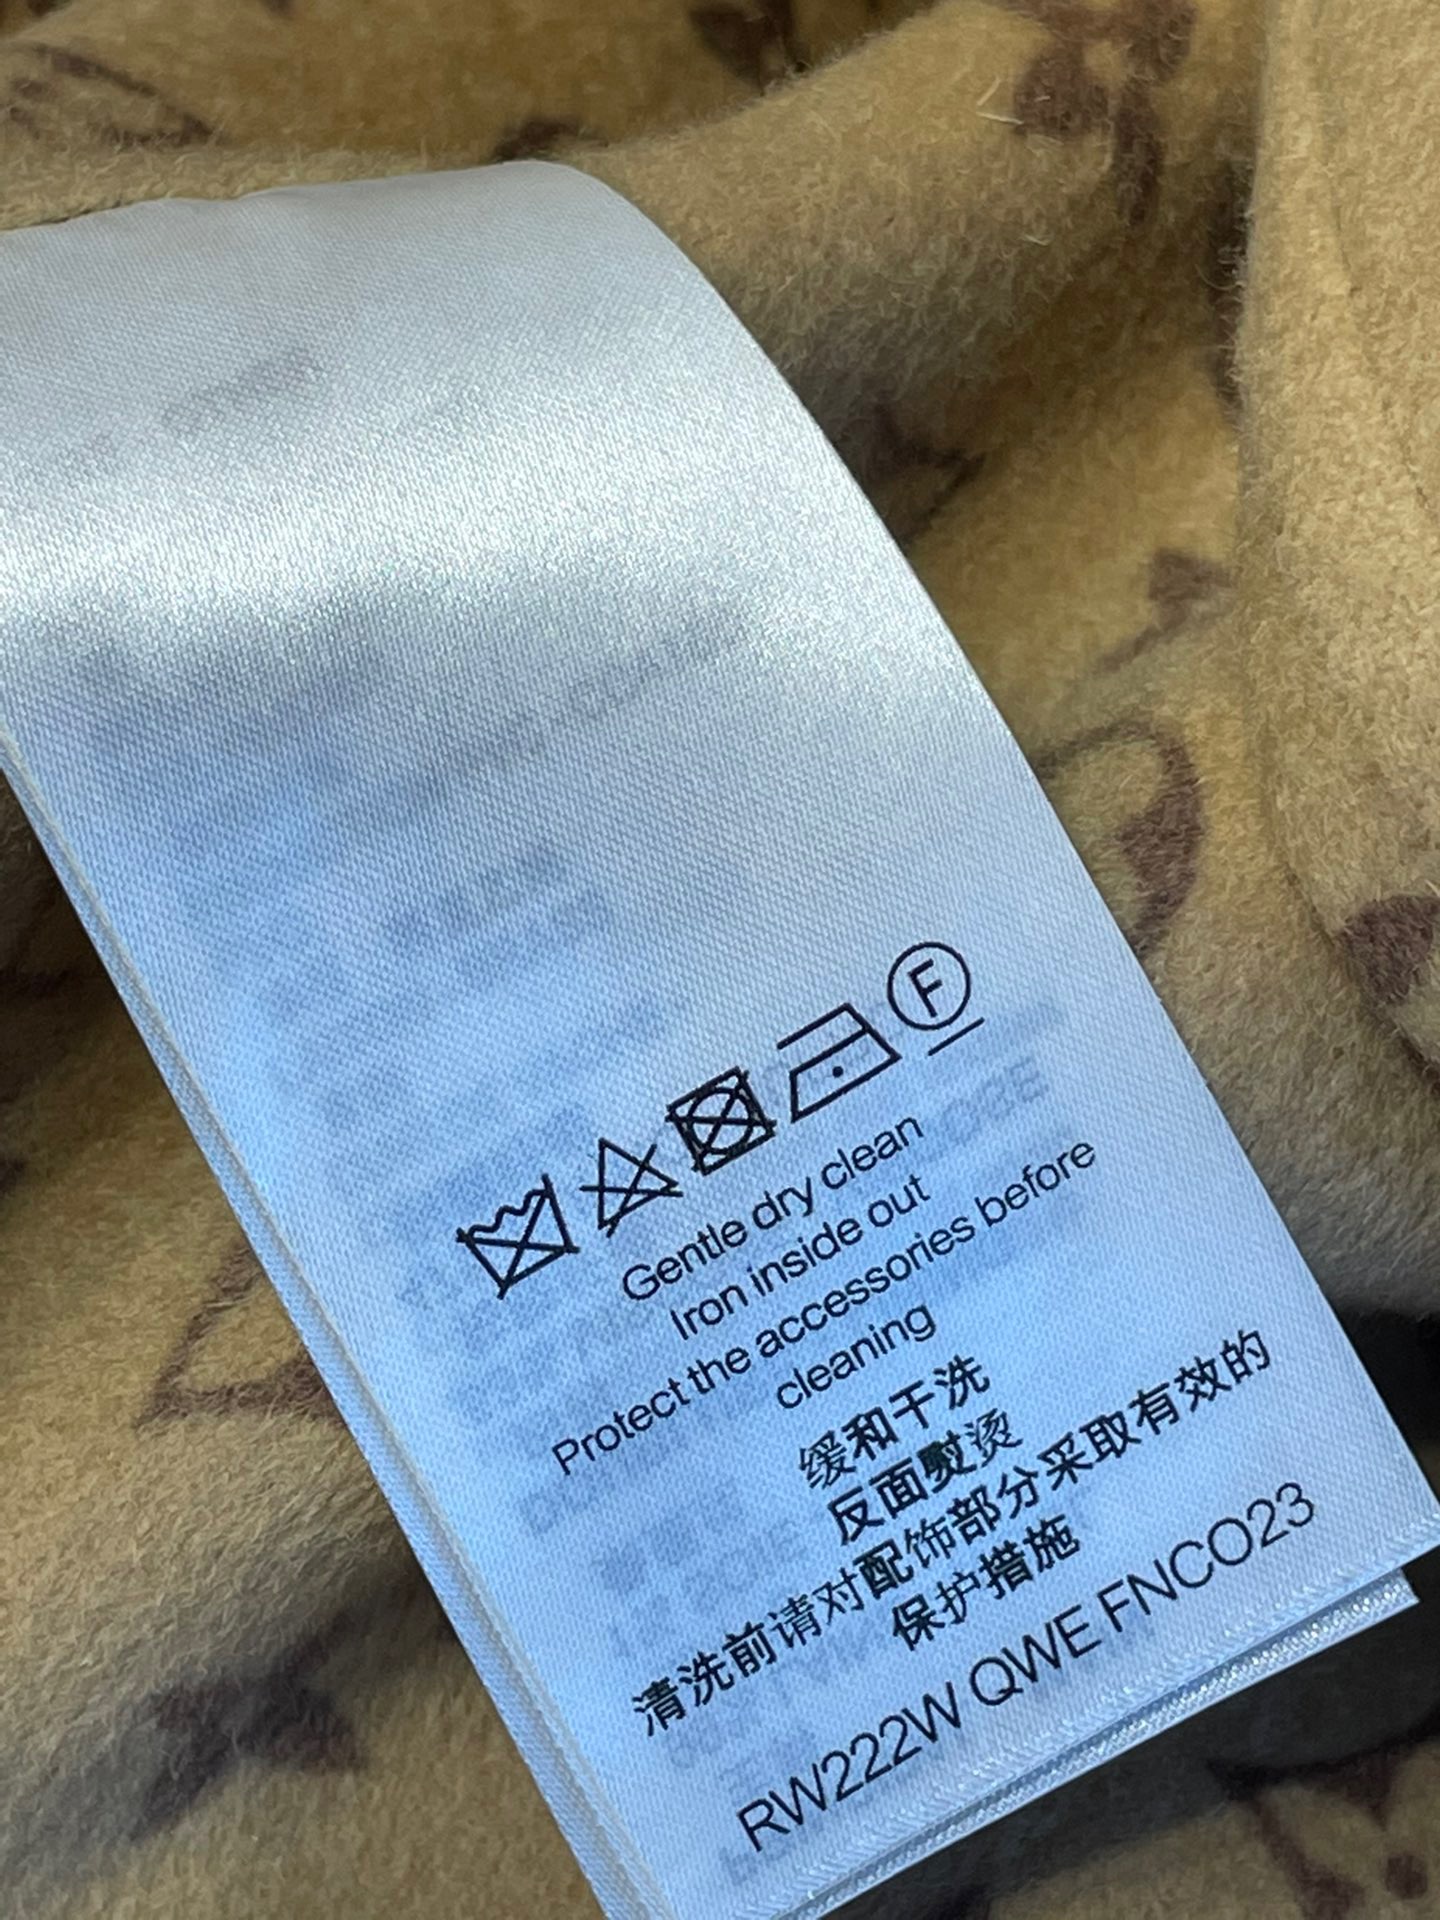 F
Gentle dry clean
Iron inside out
Protect the accessories before
cleaning
缓和干洗
反面熨烫
清洗前请对配饰部分采取有效的
保护措施
RW222W QWE FNCO23